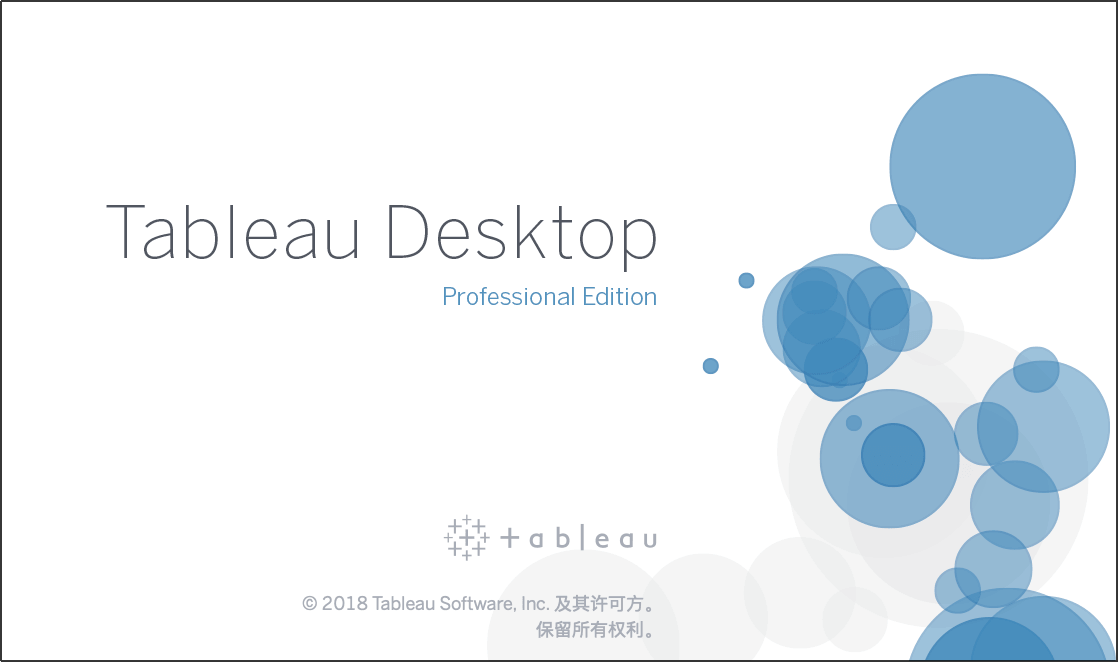 Tableau Desktop
Professional Edition
+ableau
© 2018 Tableau Software, Inc. 及其许可方。
保留所有权利。